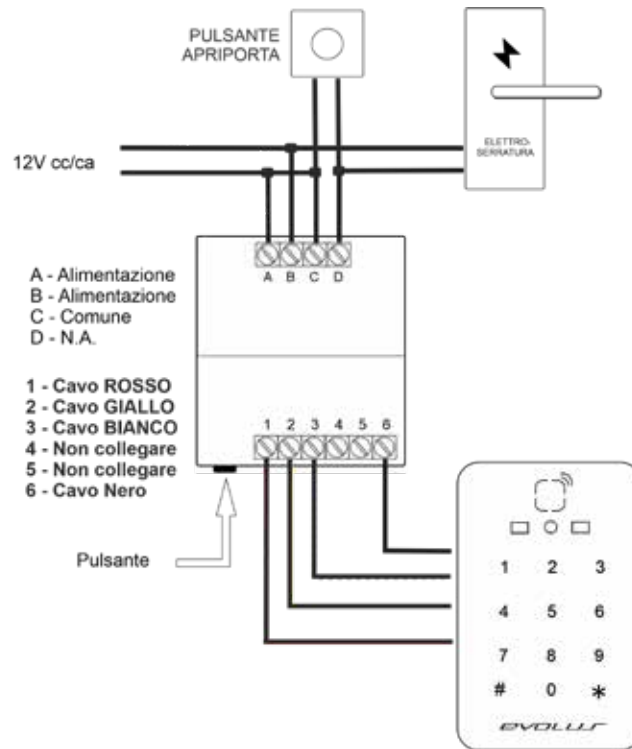 PULSANTE
APRIPORTA
ELETTRO-
SERRATURA
12V cc/ca
A B C D
A - Alimentazione
B - Alimentazione
C - Comune
D - N.A.
1 - Cavo ROSSO
2 - Cavo GIALLO
3 - Cavo BIANCO
4 - Non collegare
5 - Non collegare
6 - Cavo Nero
1 2 3 4 5 6
Pulsante
1 2 3
4 5 6
7 8 9
# 0 *
EVOLUS